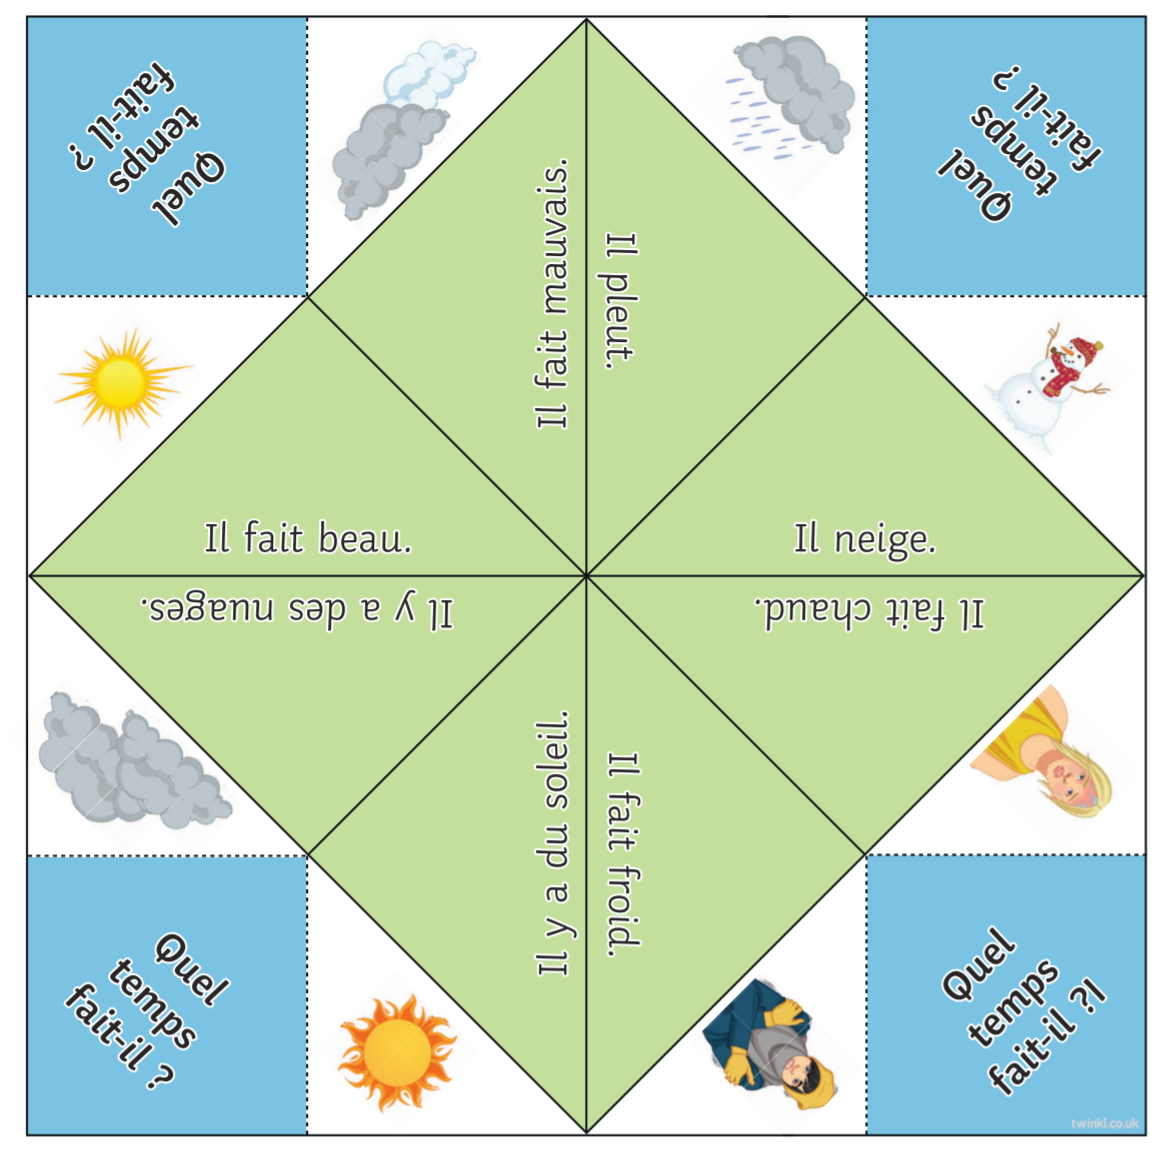 Quel
temps
fait-il ?
Quel
temps
fait-il ?
Il fait mauvais.
Il pleut.
Il fait beau.
Il neige.
Il y a des nuages.
Il fait chaud.
Il y a du soleil.
Il fait froid.
Quel
temps
fait-il ?
Quel
temps
fait-il ?I
twinkl.co.uk